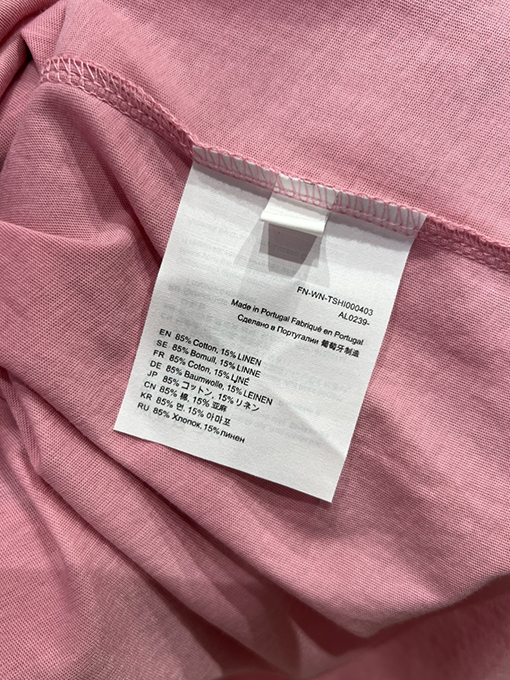 FN-WN-TSHI000403
AL0239-
Made in Portugal Fabriqué en Portugal
Сделано в Португалии 葡萄牙制造
EN 85% Cotton, 15% LINEN
SE 85% Bomull, 15% LINNE
FR 85% Coton, 15% LINE
DE 85% Baumwolle, 15% LEINEN
JP 85% コットン, 15% リネン
CN 85% 棉, 15% 亚麻
KR 85% 면, 15% 아마포
RU 85% Хлопок, 15% линен